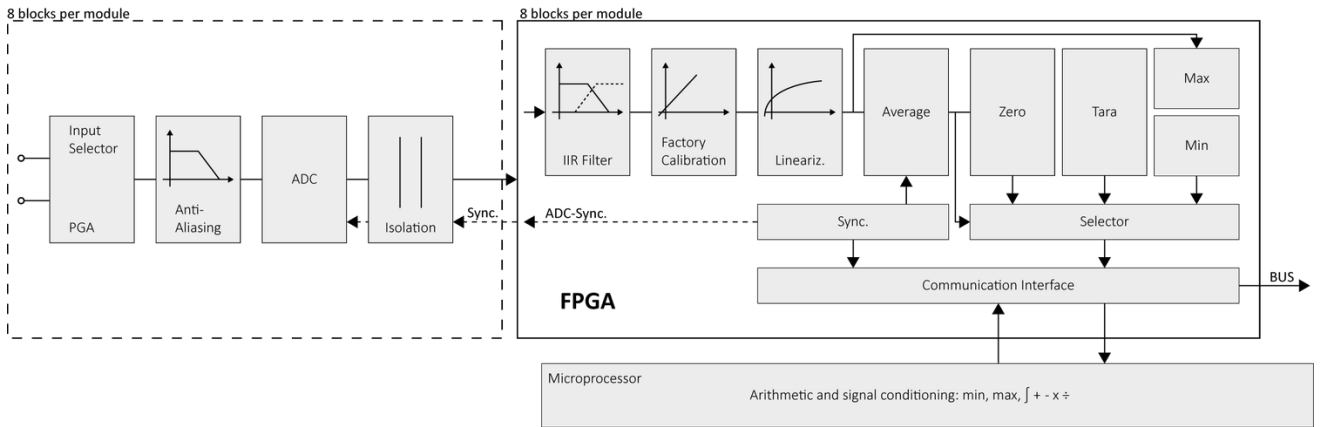 8 blocks per module
8 blocks per module
Input
Selector
PGA
Anti-
Aliasing
ADC
Isolation
Sync.
ADC-Sync.
IIR Filter
Factory
Calibration
Lineariz.
Average
Zero
Tara
Max
Min
Sync.
Selector
Communication Interface
BUS
FPGA
Microprocessor
Arithmetic and signal conditioning: min, max, ∫ + - x ÷